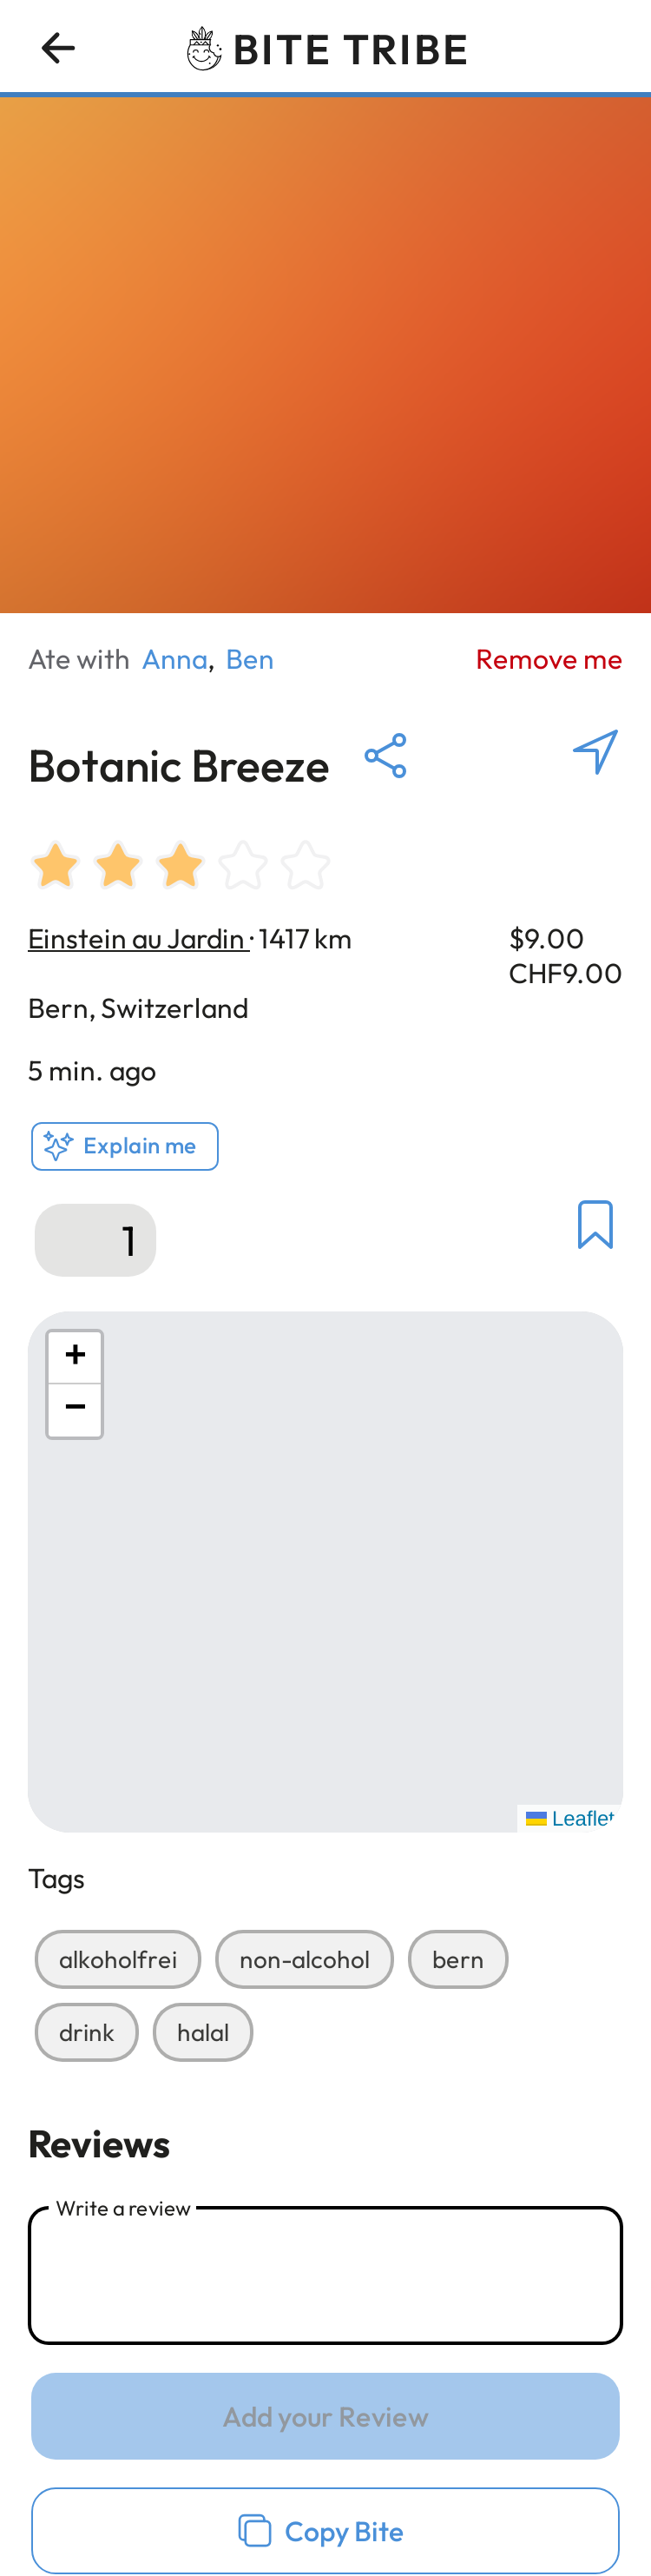 BITE TRIBE
Ate with Anna, Ben
Remove me
Botanic Breeze
Einstein au Jardin · 1417 km
$9.00
CHF9.00
Bern, Switzerland
5 min. ago
Explain me
1
+
−
Leaflet
Tags
alkoholfrei
non-alcohol
bern
drink
halal
Reviews
Write a review
Add your Review
Copy Bite